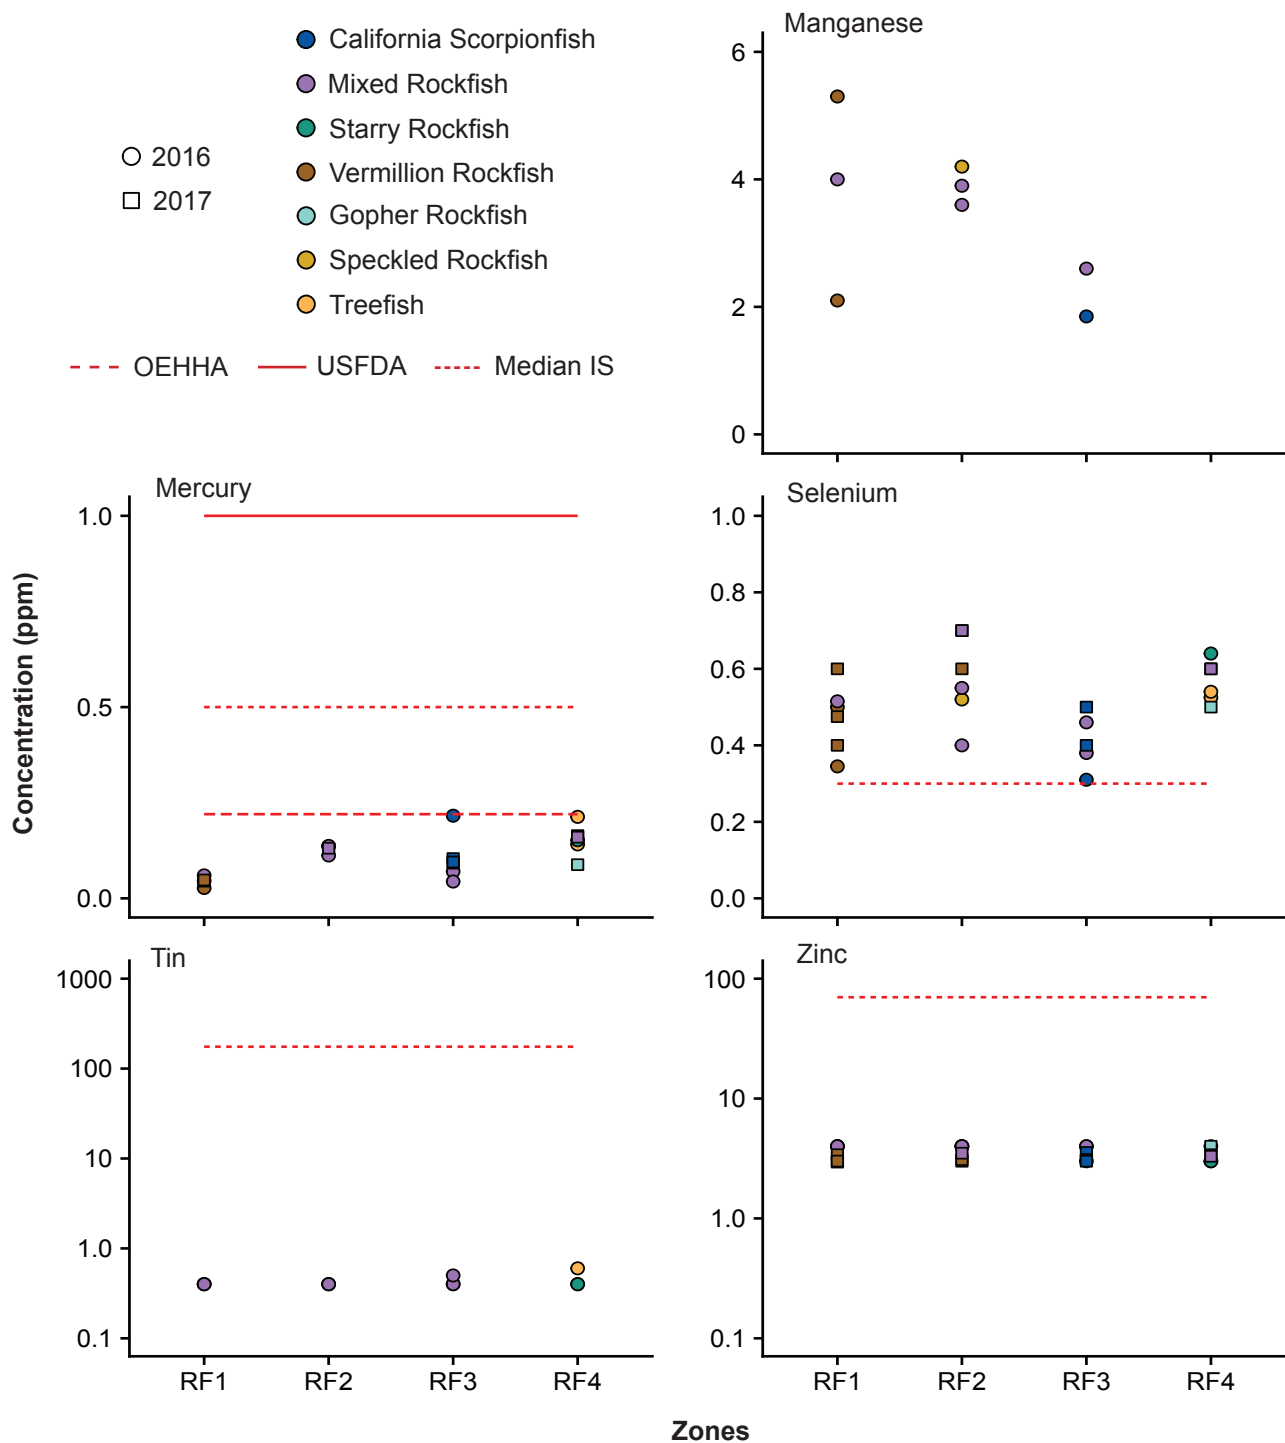 California Scorpionfish
Mixed Rockfish
Starry Rockfish
Vermillion Rockfish
Gopher Rockfish
Speckled Rockfish
Treefish
2016
2017
OEHHA USFDA Median IS
Manganese
6
4
2
0
Concentration (ppm)
Mercury
1.0
0.5
0.0
Selenium
1.0
0.8
0.6
0.4
0.2
0.0
Tin
1000
100
10
1.0
0.1
RF1 RF2 RF3 RF4
Zinc
100
10
1.0
0.1
RF1 RF2 RF3 RF4
Zones